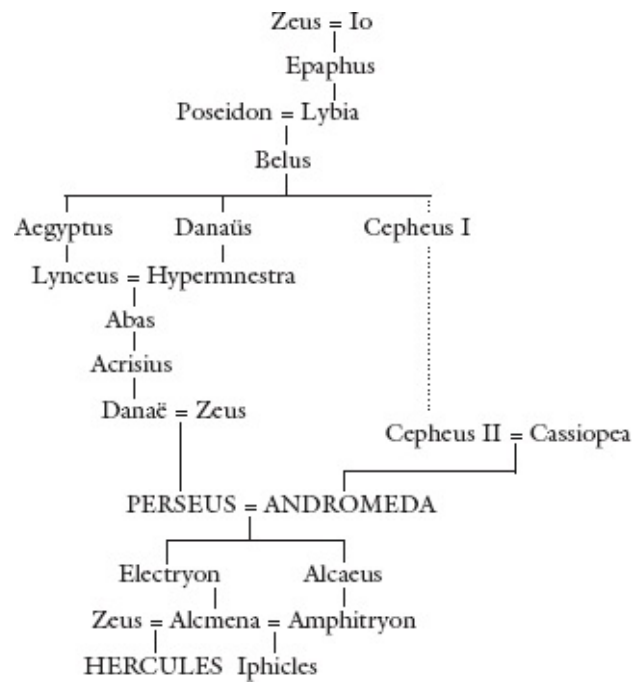 Zeus = Io
Epaphus
Poseidon = Lybia
Belus
Aegyptus Danaüs Cepheus I
Lynceus = Hypermnestra
Abas
Acrisius
Danaë = Zeus
Cepheus II = Cassiopea
PERSEUS = ANDROMEDA
Electryon Alcaeus
Zeus = Alcmena = Amphitryon
HERCULES Iphicles